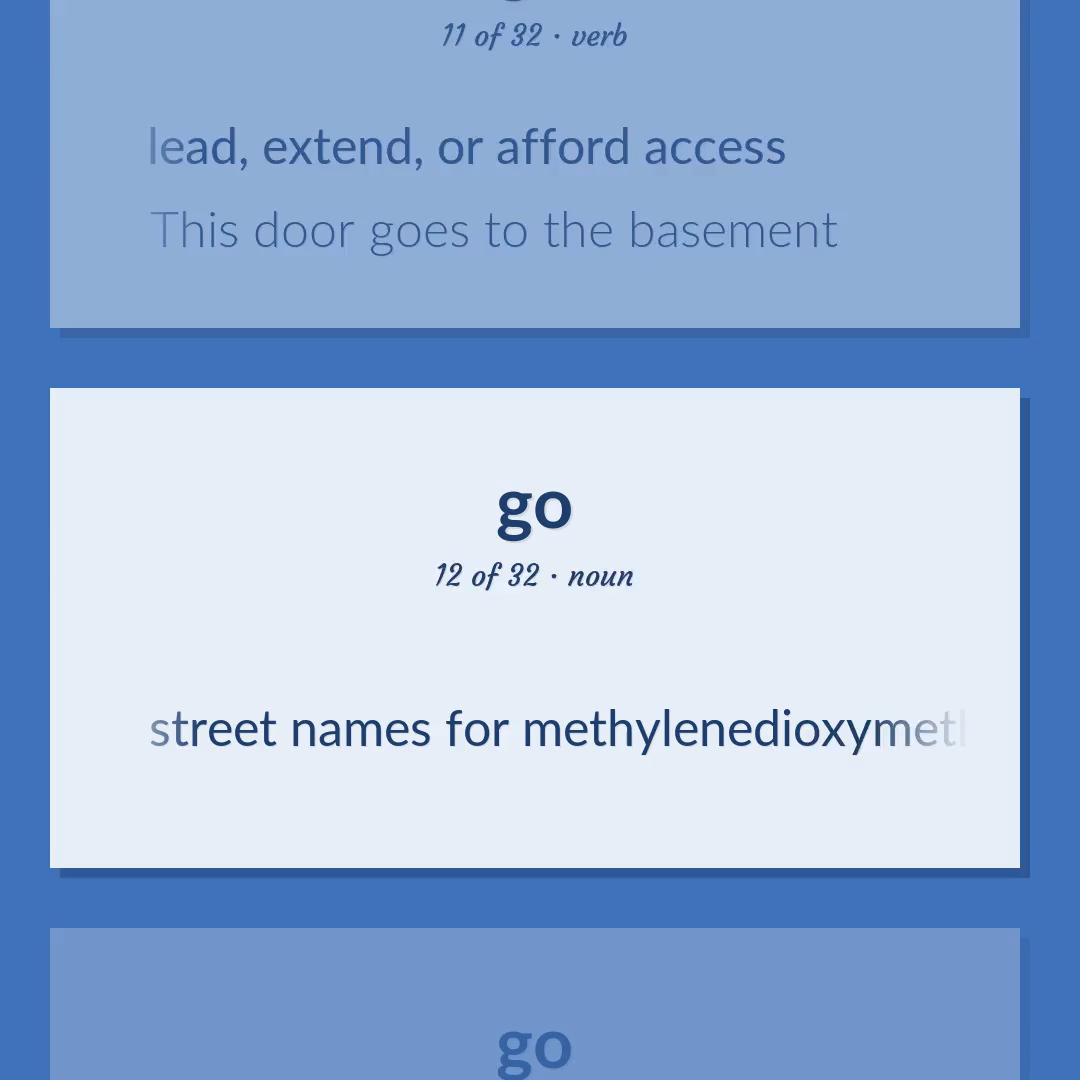 11 of 32 · verb
lead, extend, or afford access
This door goes to the basement
go
12 of 32 · noun
street names for methylenedioxymet
go